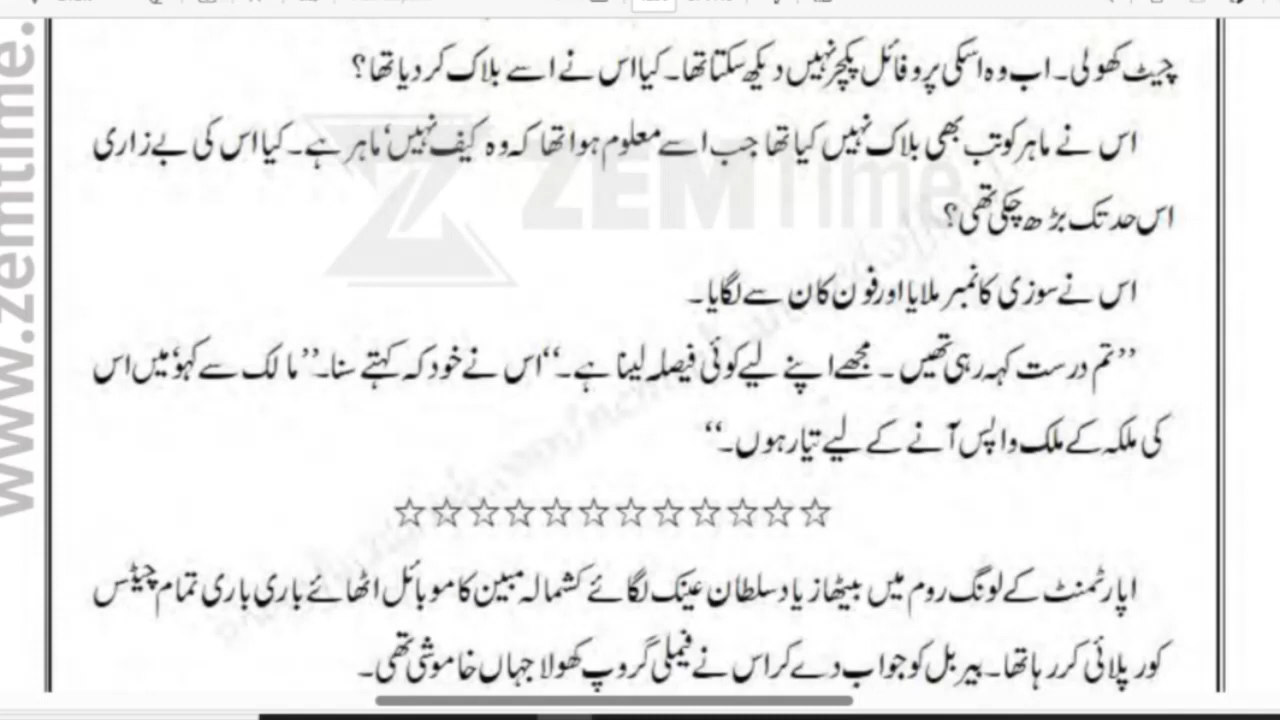 چیٹ کھولی۔ اب وہ اسکی پروفائل پکچر نہیں دیکھ سکتا تھا۔ کیا اس نے اسے بلاک کر دیا تھا؟
اس نے ماہر کو تب بھی بلاک نہیں کیا تھا جب اسے معلوم ہوا تھا کہ وہ کیف نہیں‘ ماہر ہے۔ کیا اس کی بے زاری
اس حد تک بڑھ چکی تھی؟
اس نے سوزی کا نمبر ملایا اور فون کان سے لگایا۔
’’تم درست کہہ رہی تھیں۔ مجھے اپنے لیے کوئی فیصلہ لینا ہے۔‘‘ اس نے خود کہ کہتے سنا۔ ’’مالک سے کہو‘ میں اس
کی ملکہ کے ملک واپس آنے کے لیے تیار ہوں۔‘‘
☆☆☆☆☆☆☆☆☆☆☆☆
اپارٹمنٹ کے لونگ روم میں بیٹھا زیاد سلطان عینک لگائے کشمالہ مبین کا موبائل اٹھائے باری باری تمام چیٹس
کو رپلائی کر رہا تھا۔ بیربل کو جواب دے کر اس نے فیملی گروپ کھولا جہاں خاموشی تھی۔
ZEMTime
www.zemtime.